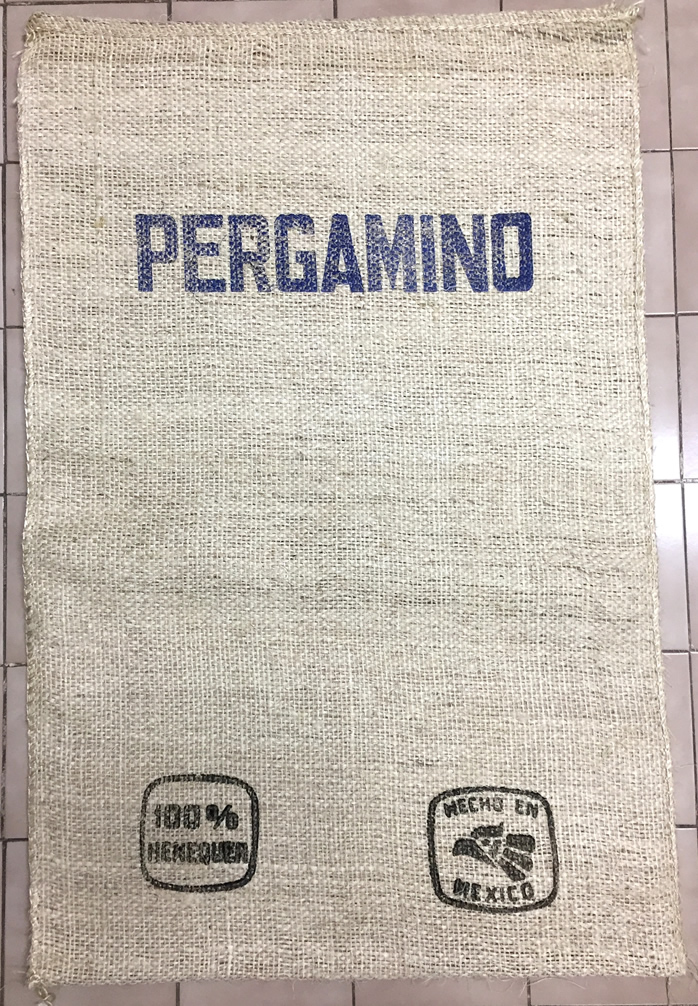 PERGAMINO
100%
HENEQUEN
HECHO EN
MEXICO